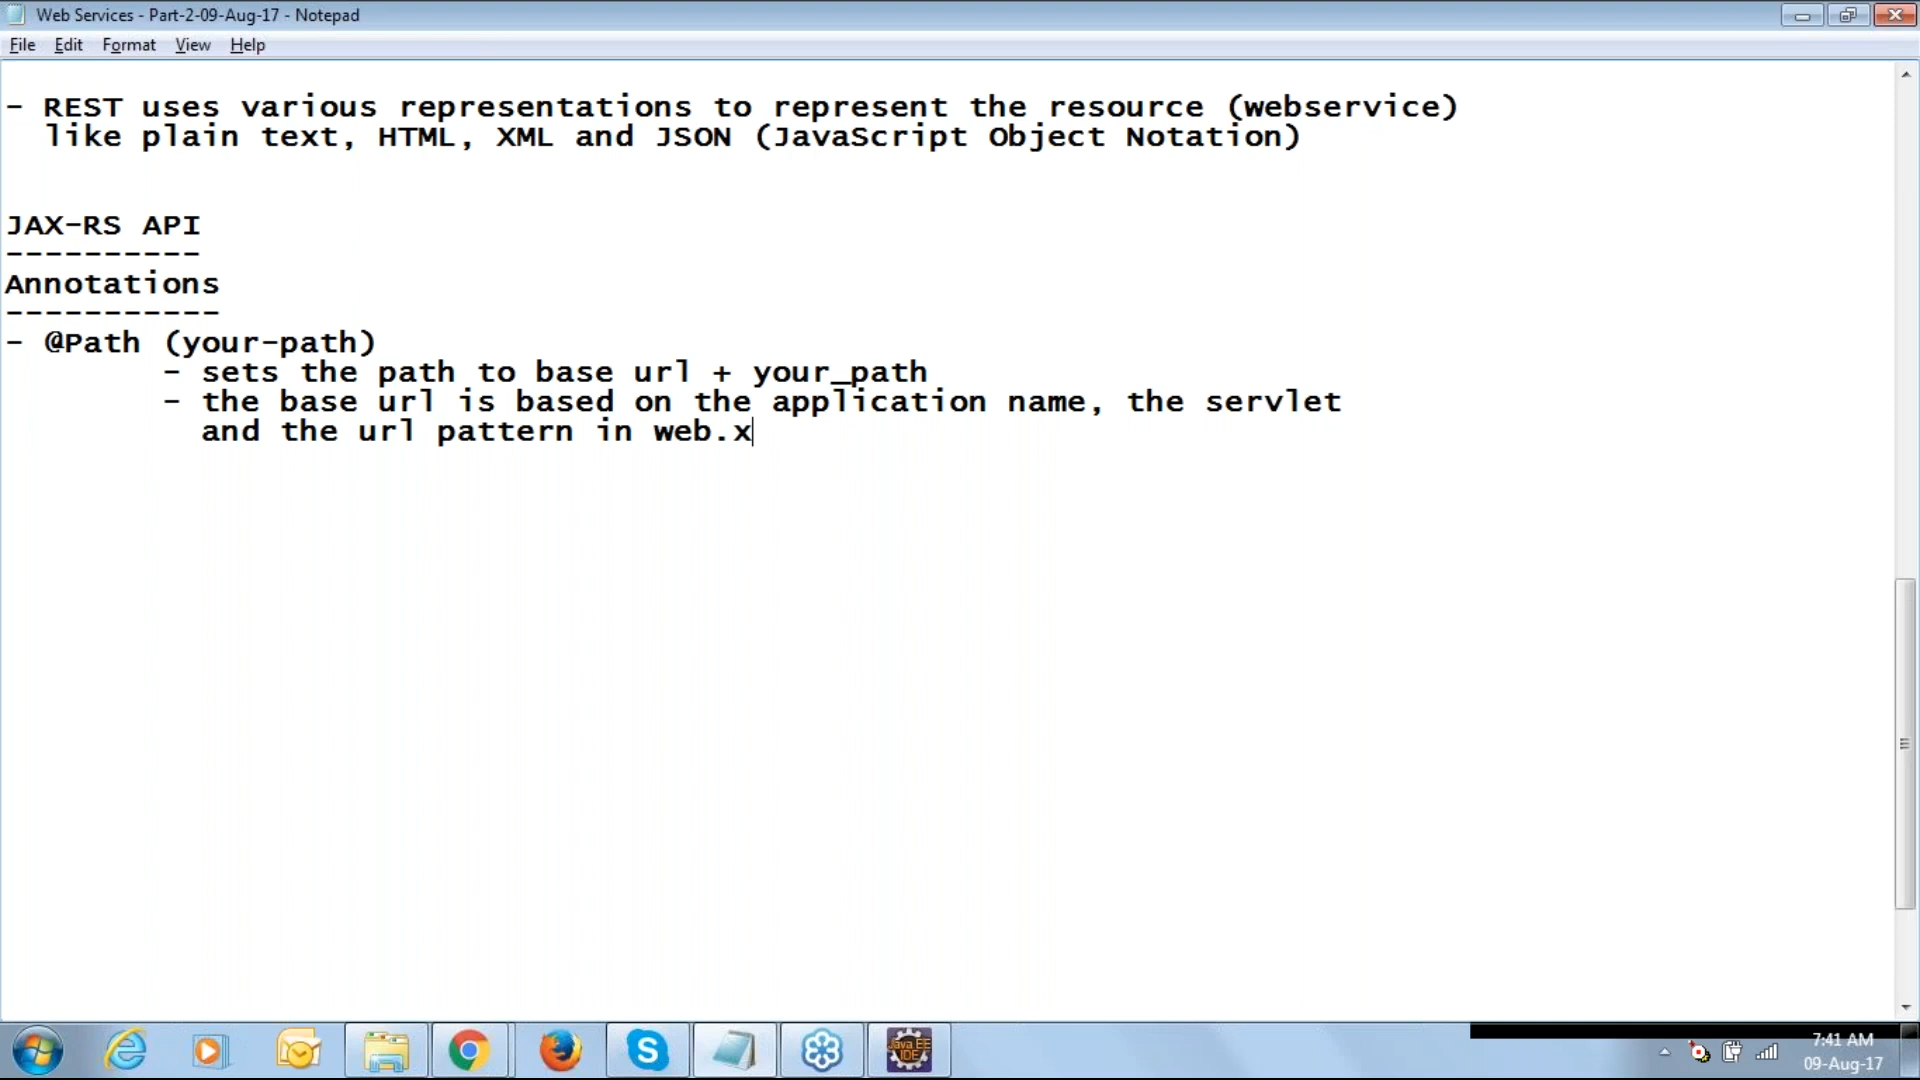 Web Services - Part-2-09-Aug-17 - Notepad
File Edit Format View Help
- REST uses various representations to represent the resource (webservice)
like plain text, HTML, XML and JSON (JavaScript Object Notation)
JAX-RS API
----------
Annotations
-----------
- @Path (your-path)
- sets the path to base url + your_path
- the base url is based on the application name, the servlet
and the url pattern in web.x
Java EE
IDE
7:41 AM
09-Aug-17